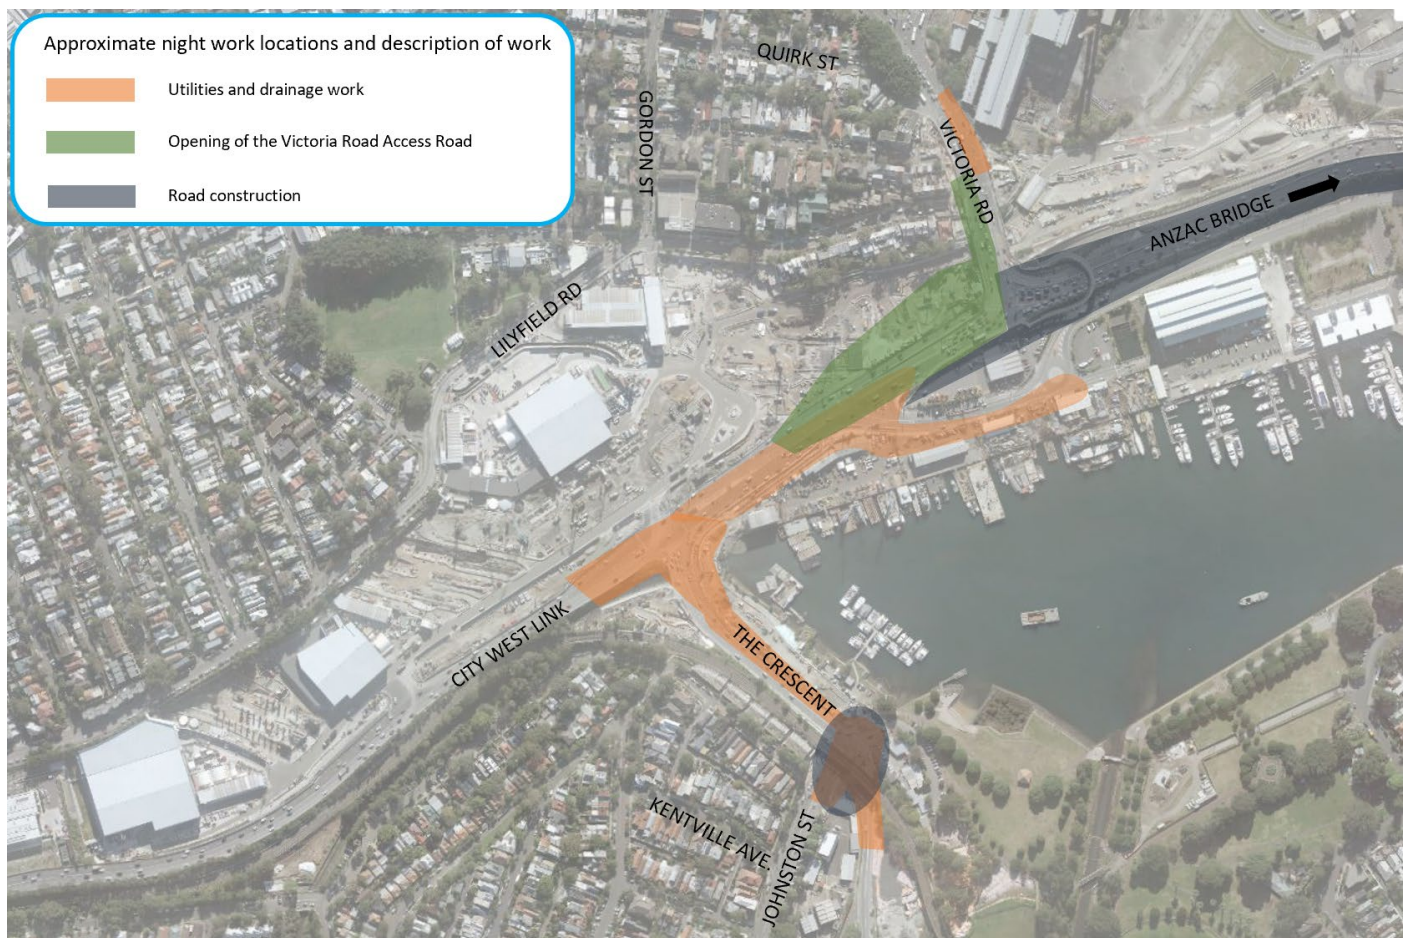 Approximate night work locations and description of work
Utilities and drainage work
Opening of the Victoria Road Access Road
Road construction
QUIRK ST
GORDON ST
VICTORIA RD
ANZAC BRIDGE
LILYFIELD RD
CITY WEST LINK
THE CRESCENT
KENTVILLE AVE.
JOHNSTON ST